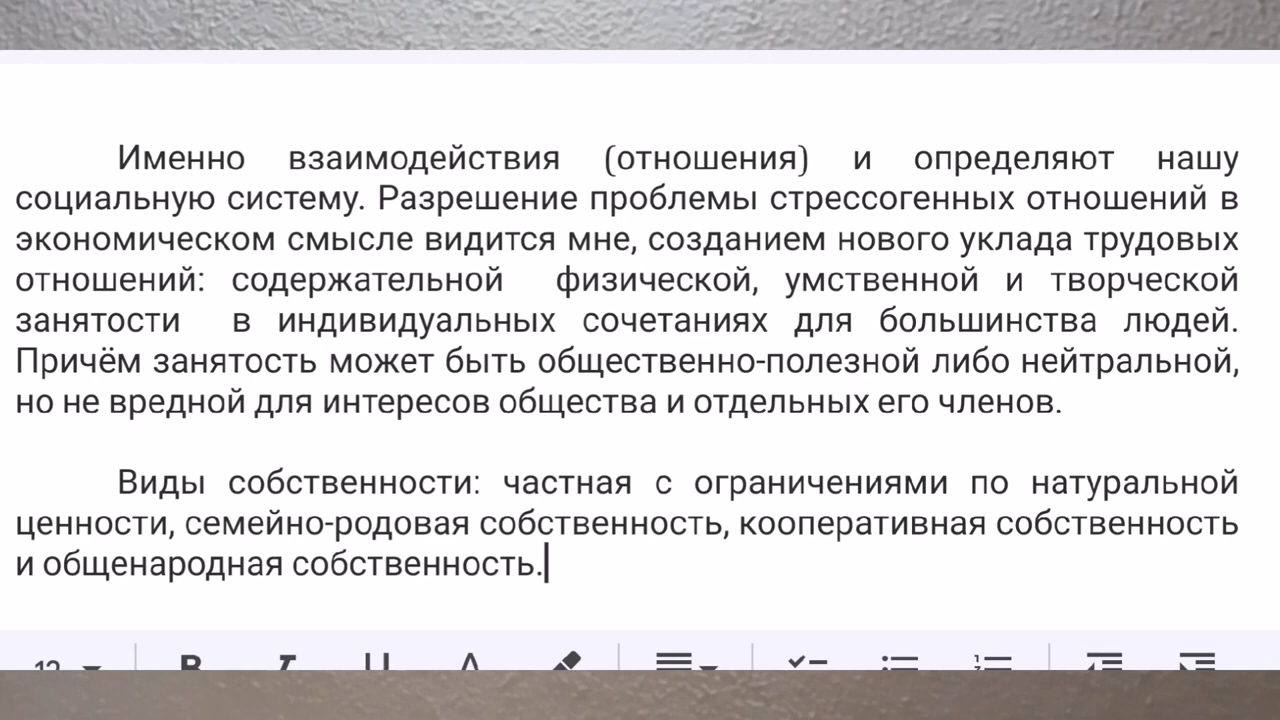 Именно взаимодействия (отношения) и определяют нашу
социальную систему. Разрешение проблемы стрессогенных отношений в
экономическом смысле видится мне, созданием нового уклада трудовых
отношений: содержательной физической, умственной и творческой
занятости в индивидуальных сочетаниях для большинства людей.
Причём занятость может быть общественно-полезной либо нейтральной,
но не вредной для интересов общества и отдельных его членов.
Виды собственности: частная с ограничениями по натуральной
ценности, семейно-родовая собственность, кооперативная собственность
и общенародная собственность.